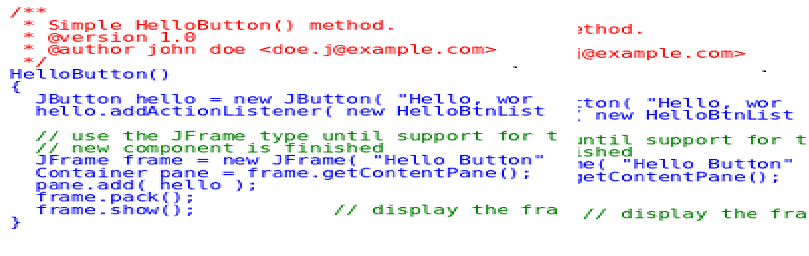 /**
 * Simple HelloButton() method.
 * @version 1.0
 * @author john doe <doe.j@example.com>
 */
HelloButton()
{
  JButton hello = new JButton( "Hello, wor
  hello.addActionListener( new HelloBtnList

  // use the JFrame type until support for t
  // new component is finished
  JFrame frame = new JFrame( "Hello Button"
  Container pane = frame.getContentPane();
  pane.add( hello );
  frame.pack();
  frame.show();           // display the fra
}
ethod.
j@example.com>
ton( "Hello, wor
( new HelloBtnList
until support for t
ished
me( "Hello Button"
getContentPane();
// display the fra